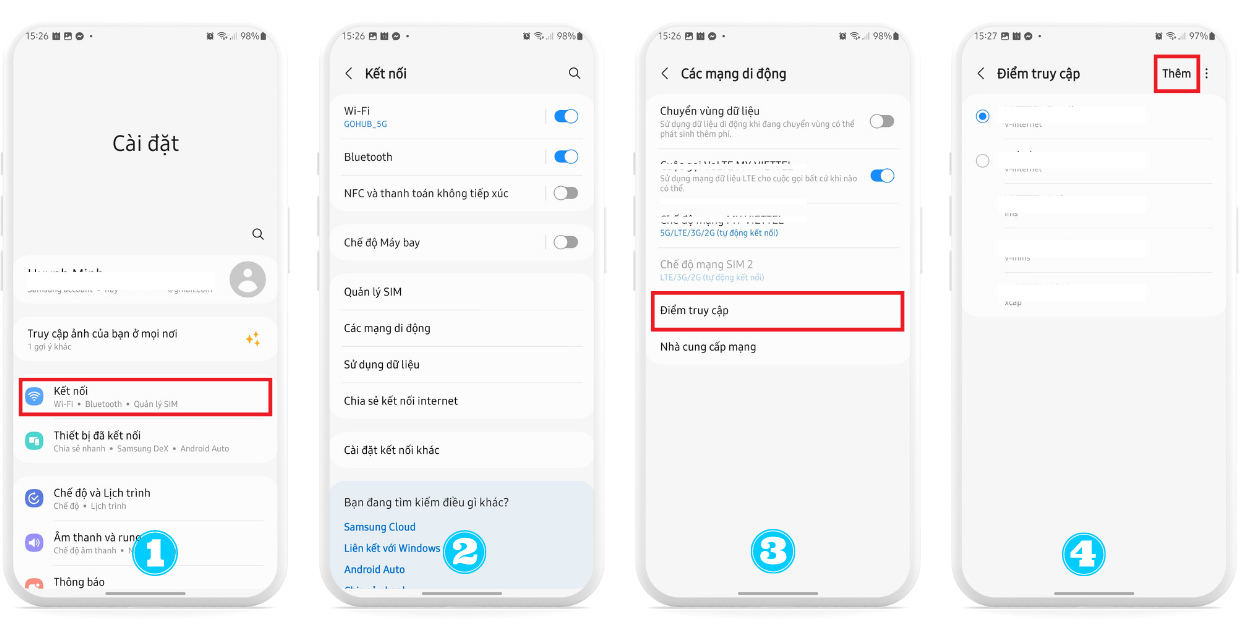 15:26
98%
Cài đặt
Truy cập ảnh của bạn ở mọi nơi
1 gợi ý khác
Kết nối
Wi-Fi • Bluetooth • Quản lý SIM
Thiết bị đã kết nối
Chia sẻ nhanh • Samsung DeX • Android Auto
Chế độ và Lịch trình
Chế độ • Lịch trình
Âm thanh và rung
Chế độ âm thanh •
Thông báo
1
15:26
98%
Kết nối
Wi-Fi
GOHUB_5G
Bluetooth
NFC và thanh toán không tiếp xúc
Chế độ Máy bay
Quản lý SIM
Các mạng di động
Sử dụng dữ liệu
Chia sẻ kết nối internet
Cài đặt kết nối khác
Bạn đang tìm kiếm điều gì khác?
Samsung Cloud
Liên kết với Windows
Android Auto
2
15:26
98%
Các mạng di động
Chuyển vùng dữ liệu
Sử dụng dữ liệu di động khi đang chuyển vùng có thể
phát sinh thêm phí.
Cuộc gọi VoLTE MY VIETTEL
Sử dụng mạng dữ liệu LTE cho cuộc gọi bất cứ khi nào
có thể.
Chế độ mạng MY VIETTEL
5G/LTE/3G/2G (tự động kết nối)
Chế độ mạng SIM 2
LTE/3G/2G (tự động kết nối)
Điểm truy cập
Nhà cung cấp mạng
3
15:27
97%
Điểm truy cập
Thêm
v-internet
v-internet
v-mms
xcap
4